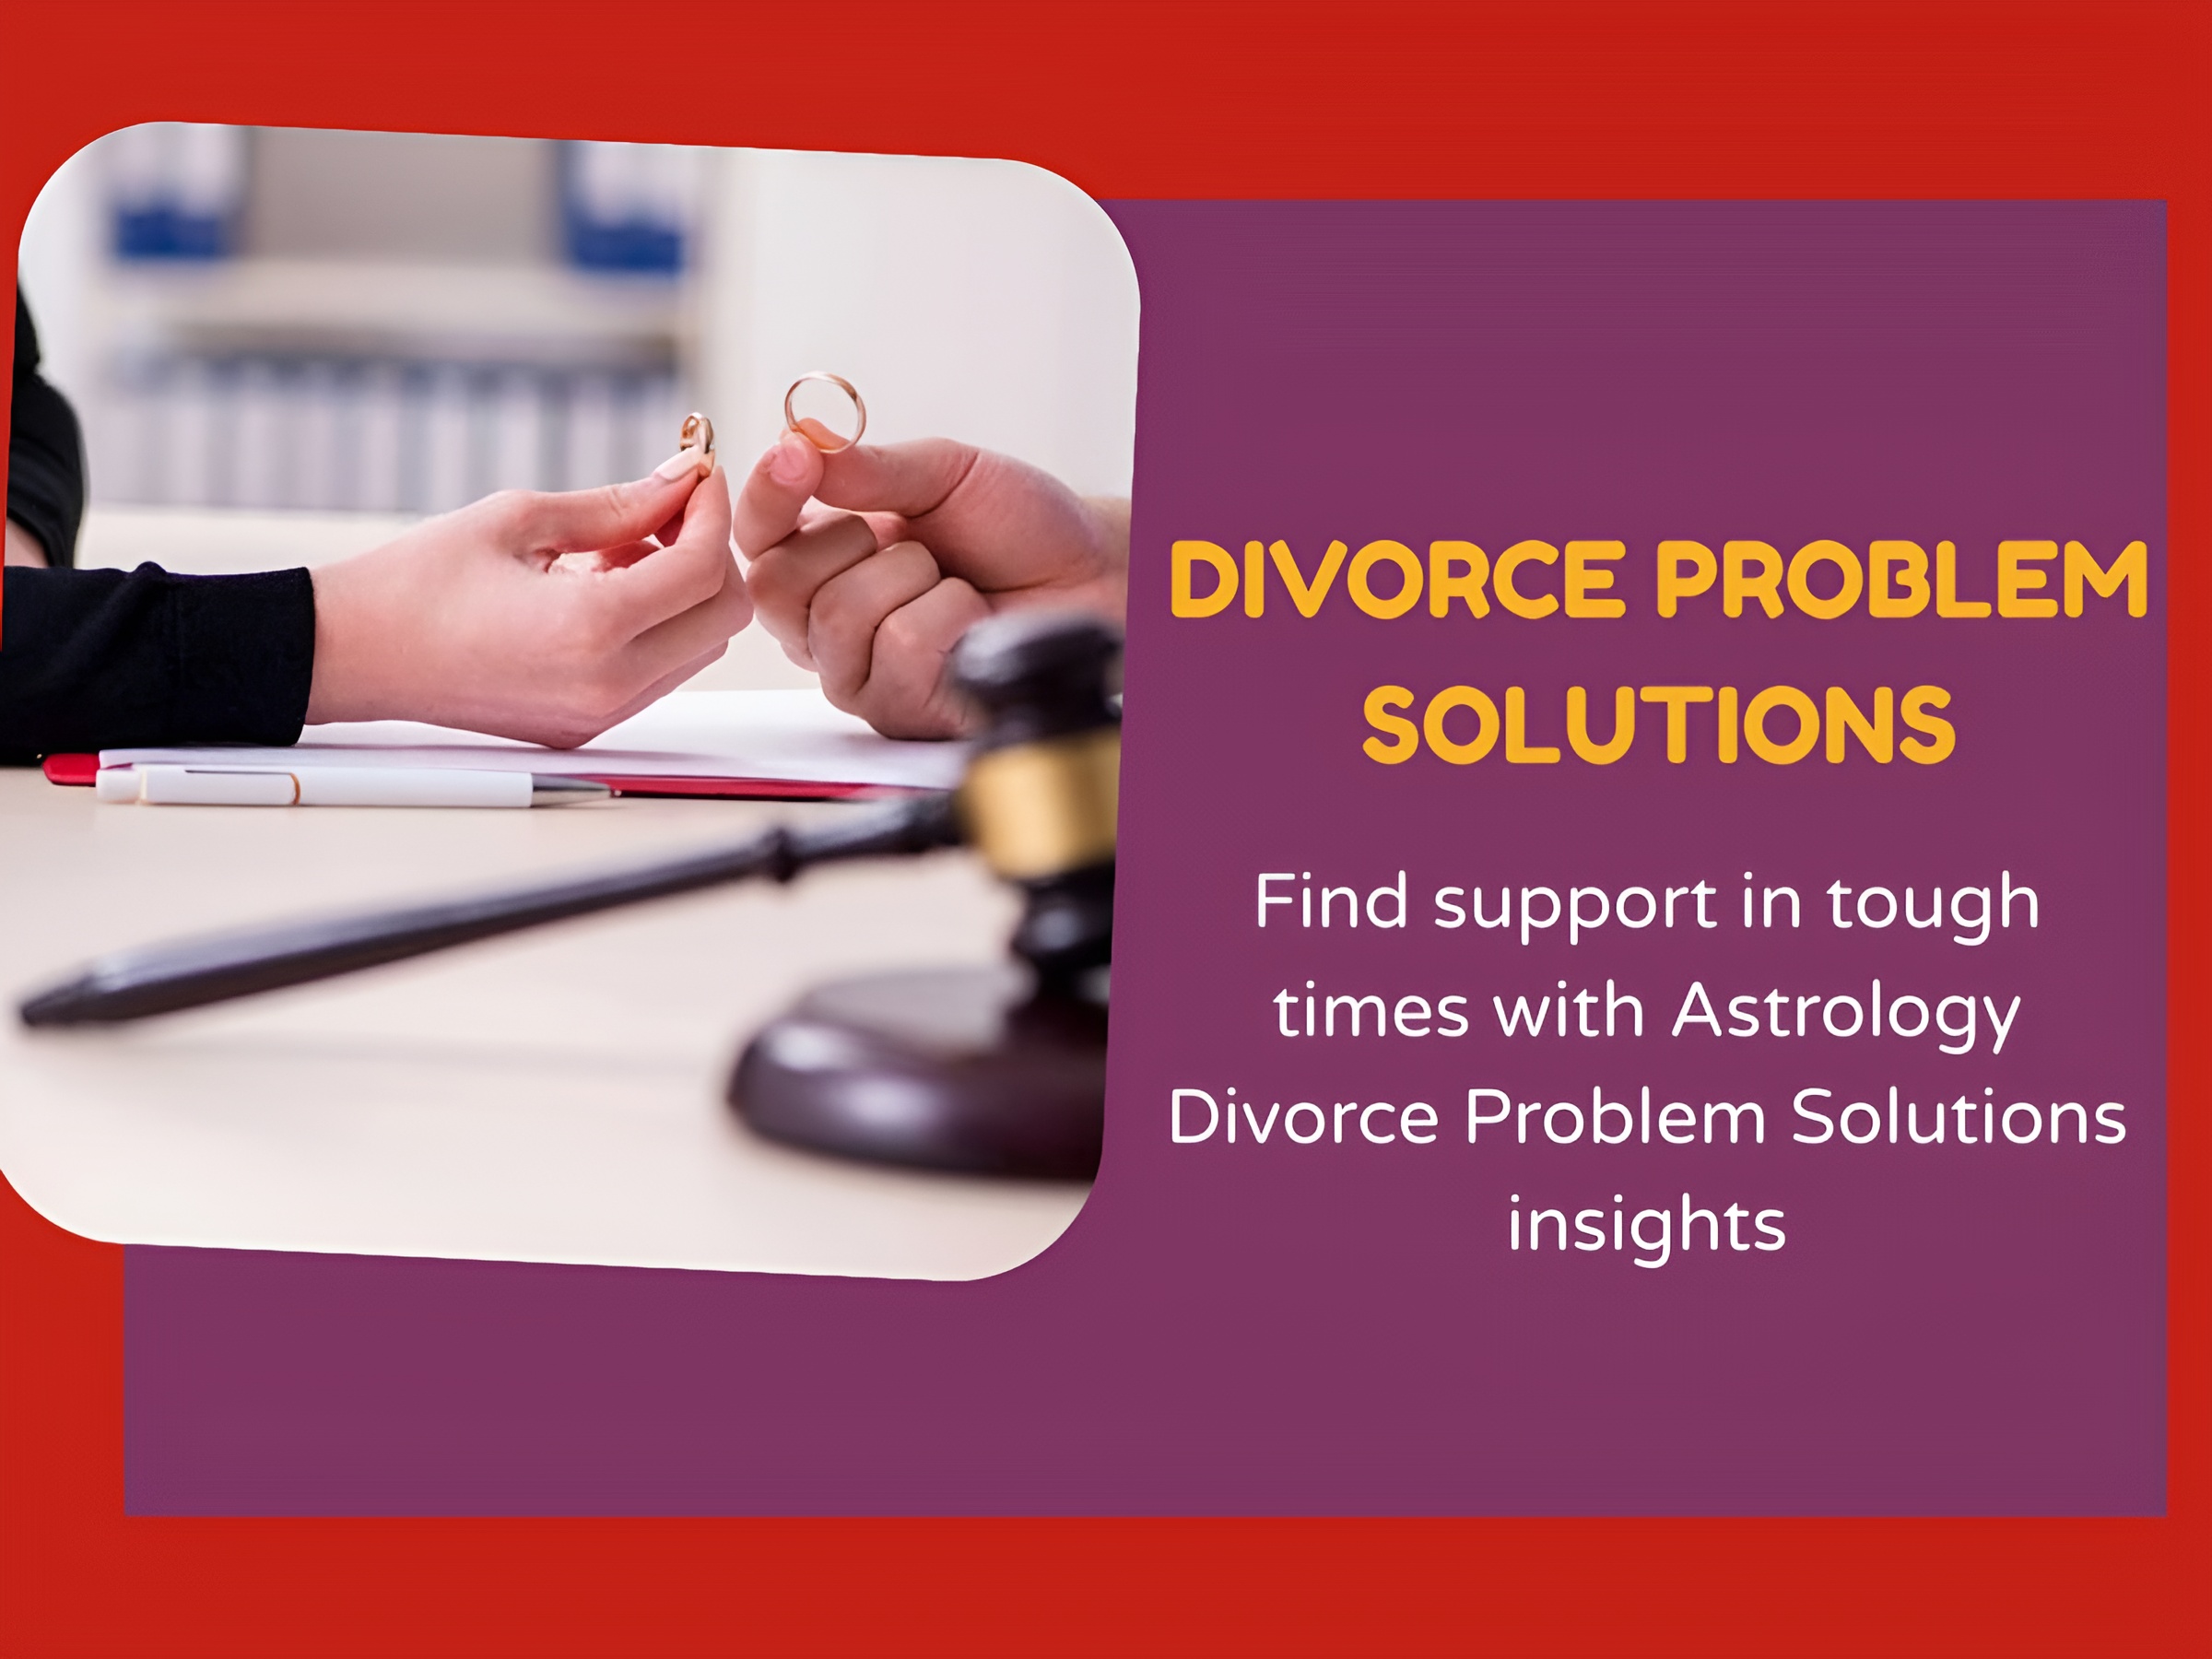 DIVORCE PROBLEM
SOLUTIONS
Find support in tough
times with Astrology
Divorce Problem Solutions
insights